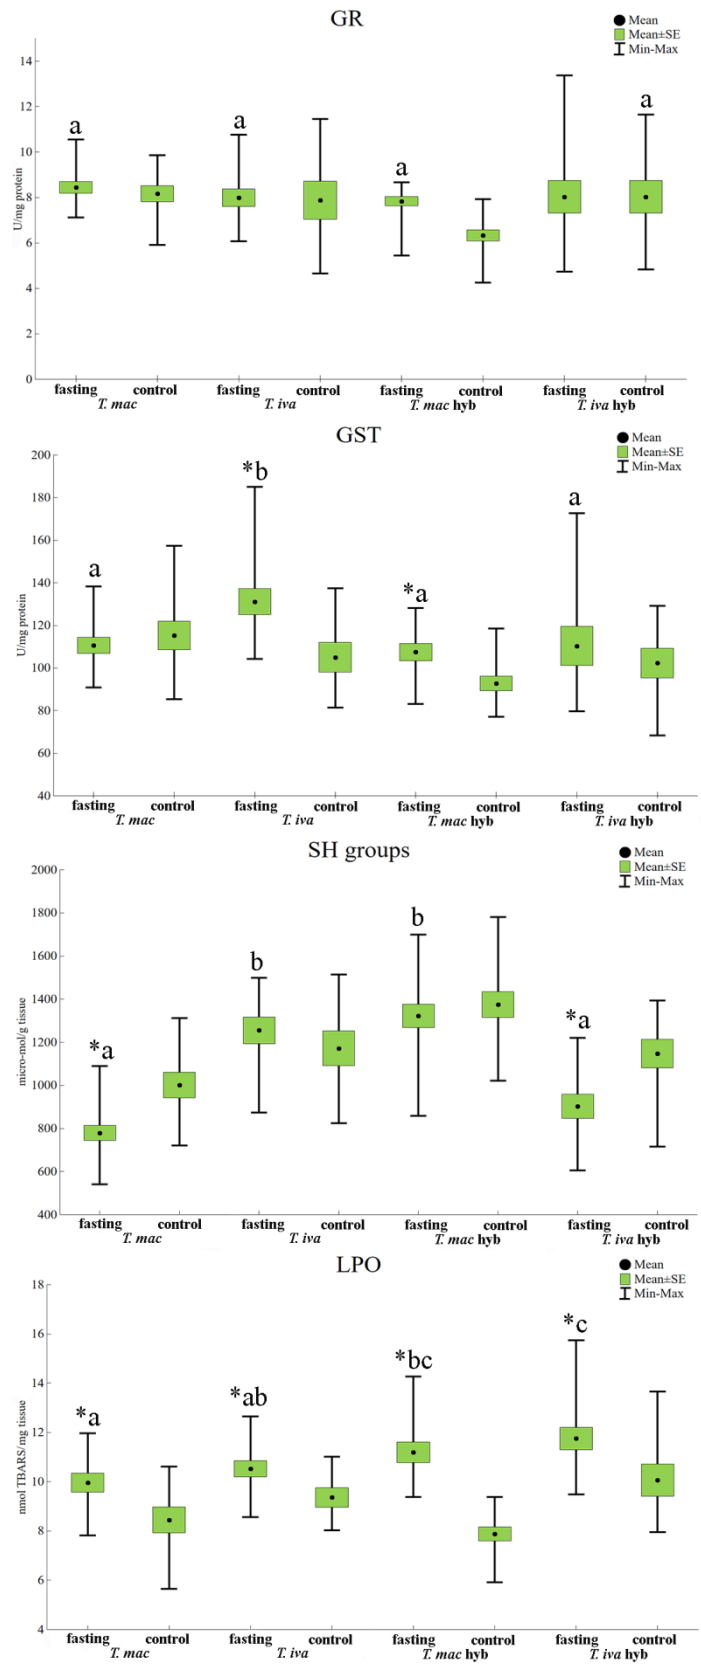 GR
Mean
Mean±SE
Min-Max
14
12
10
8
6
4
2
0
U/mg protein
a
a
a
a
fasting control fasting control fasting control fasting control
T. mac T. iva T. mac hyb T. iva hyb
GST
Mean
Mean±SE
Min-Max
200
180
160
140
120
100
80
60
40
U/mg protein
a
*b
*a
a
fasting control fasting control fasting control fasting control
T. mac T. iva T. mac hyb T. iva hyb
SH groups
Mean
Mean±SE
Min-Max
2000
1800
1600
1400
1200
1000
800
600
400
micro-mol/g tissue
*a
b
b
*a
fasting control fasting control fasting control fasting control
T. mac T. iva T. mac hyb T. iva hyb
LPO
Mean
Mean±SE
Min-Max
18
16
14
12
10
8
6
4
nmol TBARS/mg tissue
*a
*ab
*bc
*c
fasting control fasting control fasting control fasting control
T. mac T. iva T. mac hyb T. iva hyb